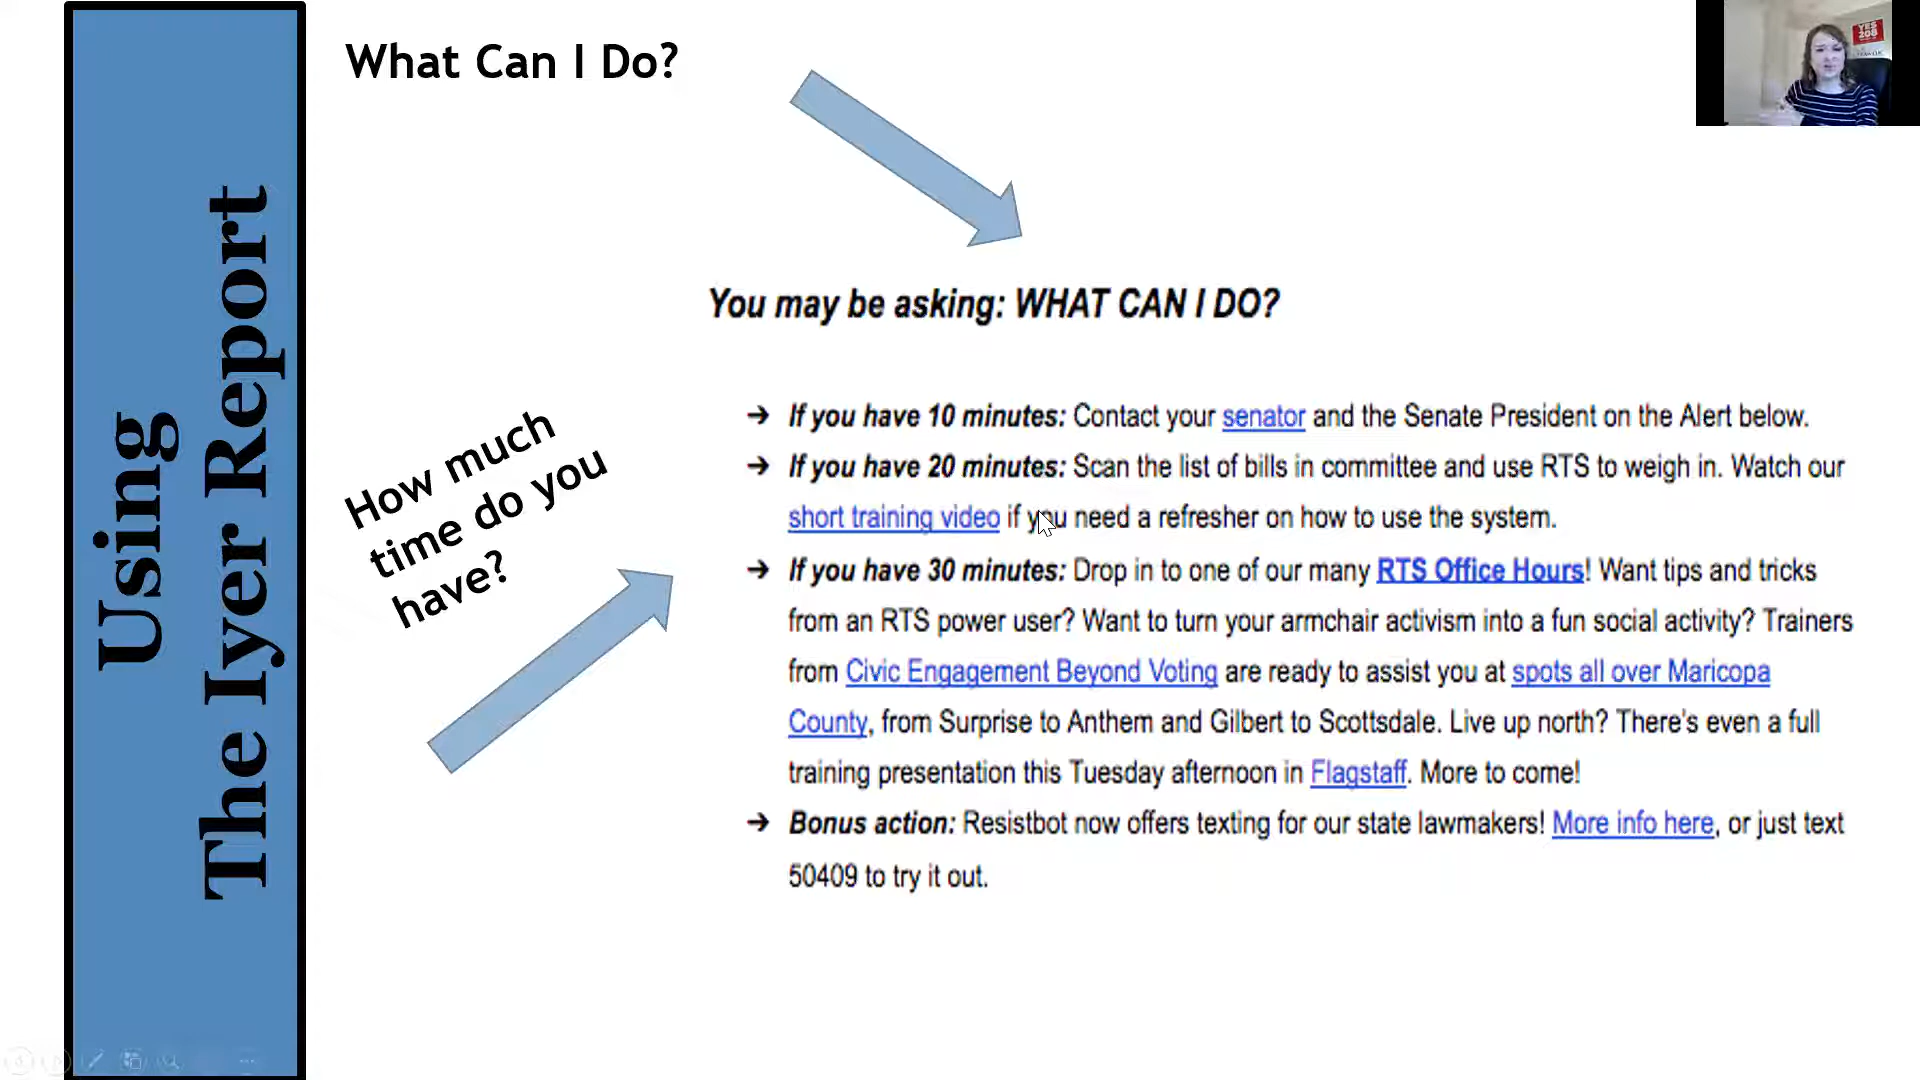 What Can I Do?
YES
208
Using
The Iyer Report
How much
time do you
have?
You may be asking: WHAT CAN I DO?
➔ If you have 10 minutes: Contact your senator and the Senate President on the Alert below.
➔ If you have 20 minutes: Scan the list of bills in committee and use RTS to weigh in. Watch our
short training video if you need a refresher on how to use the system.
➔ If you have 30 minutes: Drop in to one of our many RTS Office Hours! Want tips and tricks
from an RTS power user? Want to turn your armchair activism into a fun social activity? Trainers
from Civic Engagement Beyond Voting are ready to assist you at spots all over Maricopa
County, from Surprise to Anthem and Gilbert to Scottsdale. Live up north? There's even a full
training presentation this Tuesday afternoon in Flagstaff. More to come!
➔ Bonus action: Resistbot now offers texting for our state lawmakers! More info here, or just text
50409 to try it out.